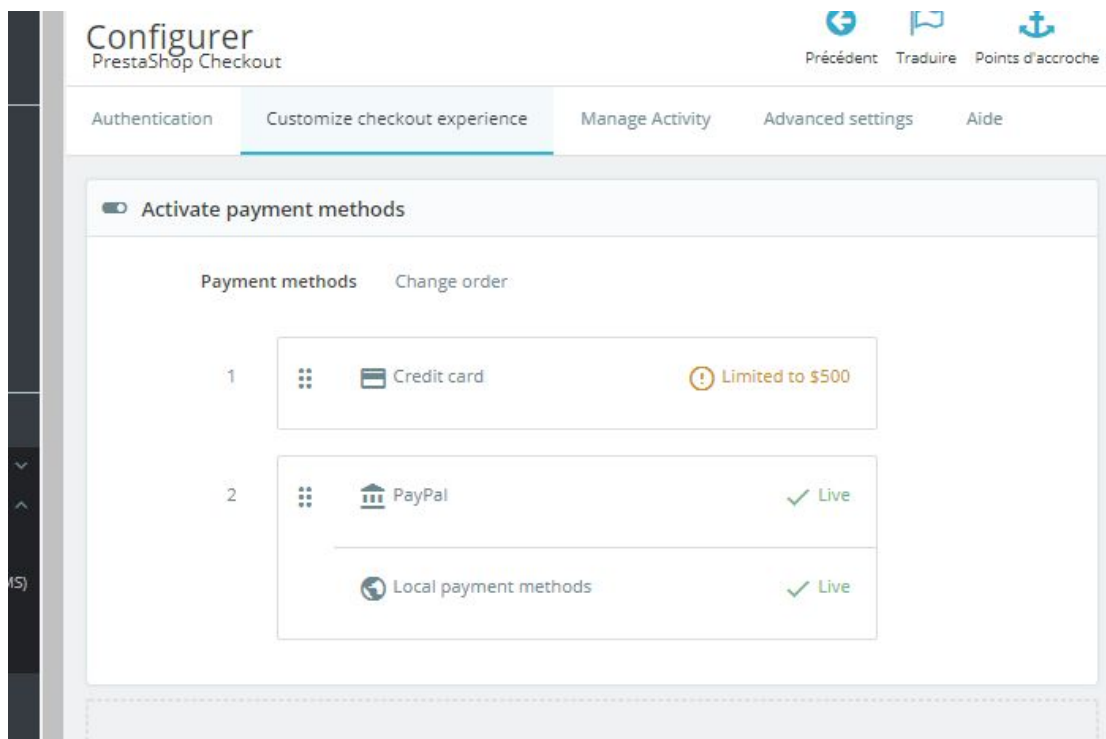 Configurer
PrestaShop Checkout
Précédent Traduire Points d'accroche
Authentication Customize checkout experience Manage Activity Advanced settings Aide
Activate payment methods
Payment methods Change order
1 Credit card Limited to $500
2 PayPal Live
Local payment methods Live